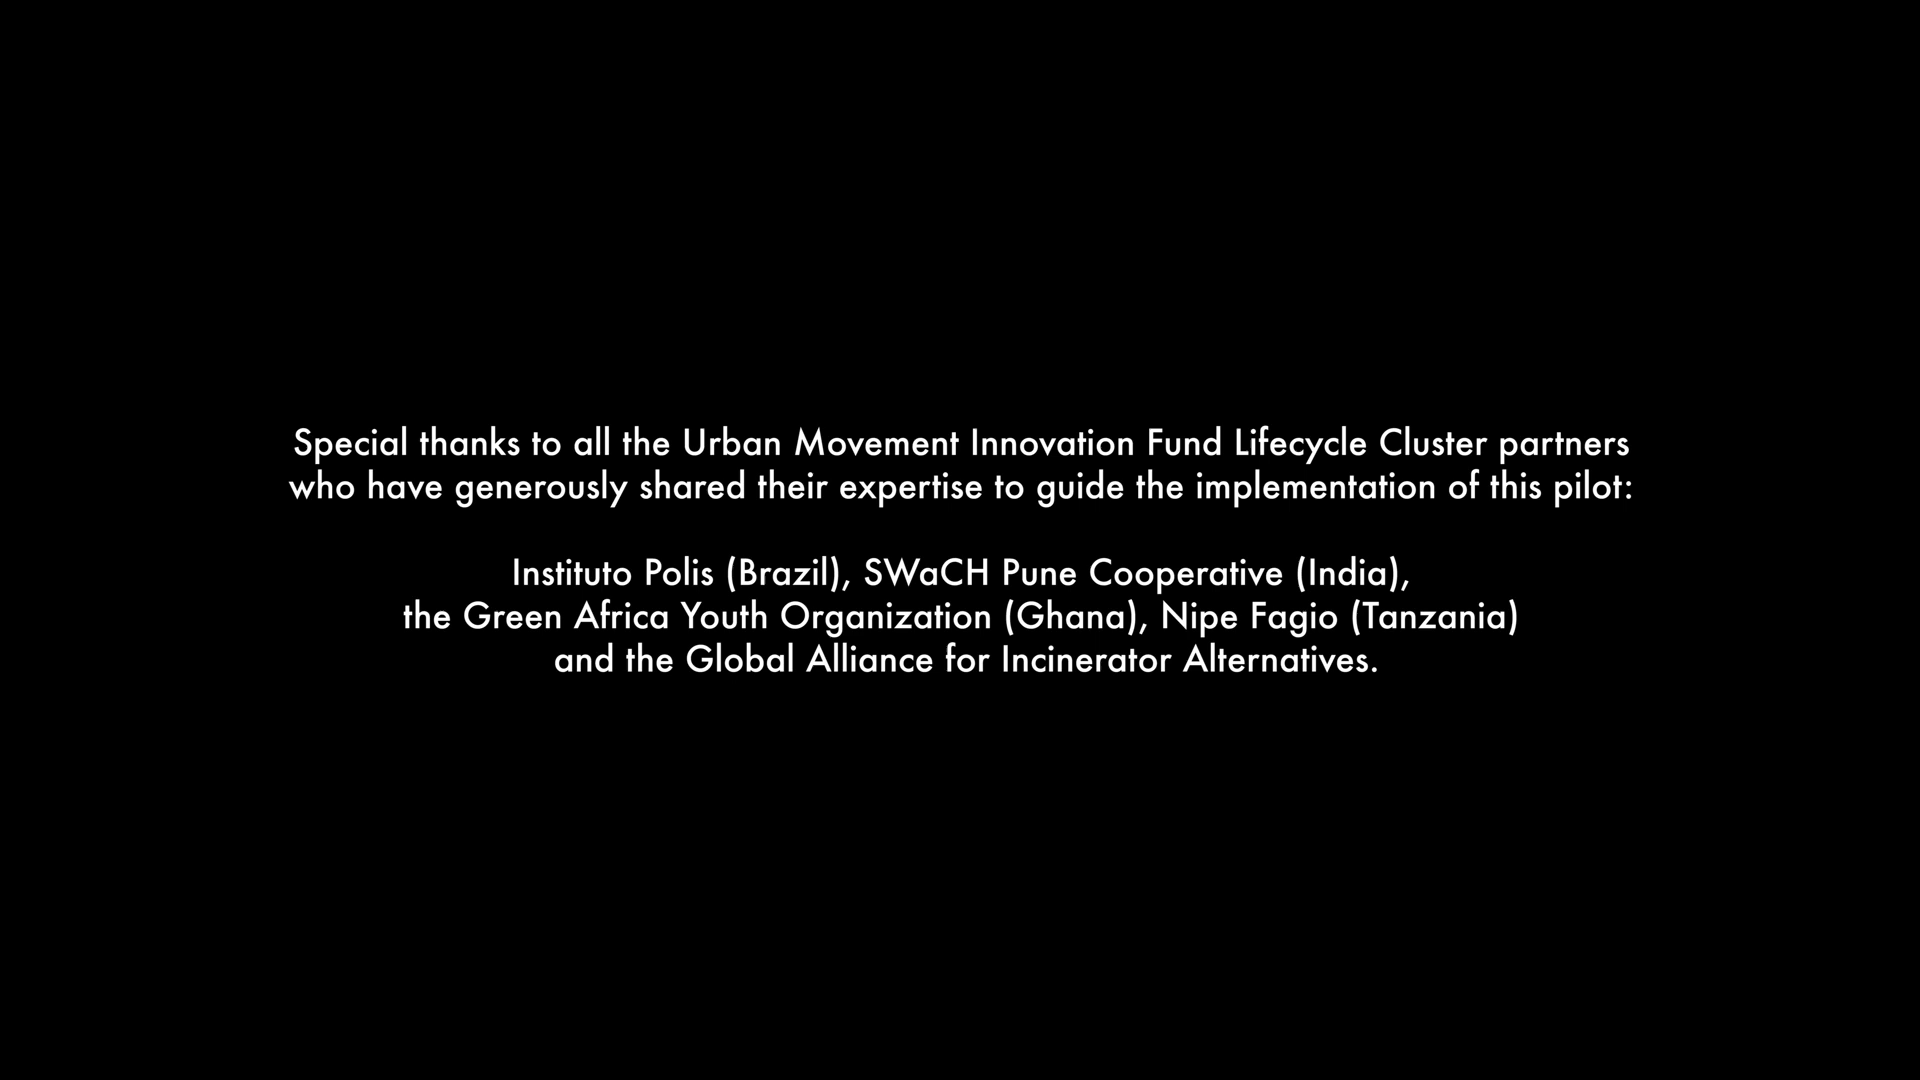 Special thanks to all the Urban Movement Innovation Fund Lifecycle Cluster partners
who have generously shared their expertise to guide the implementation of this pilot:
Instituto Polis (Brazil), SWaCH Pune Cooperative (India),
the Green Africa Youth Organization (Ghana), Nipe Fagio (Tanzania)
and the Global Alliance for Incinerator Alternatives.